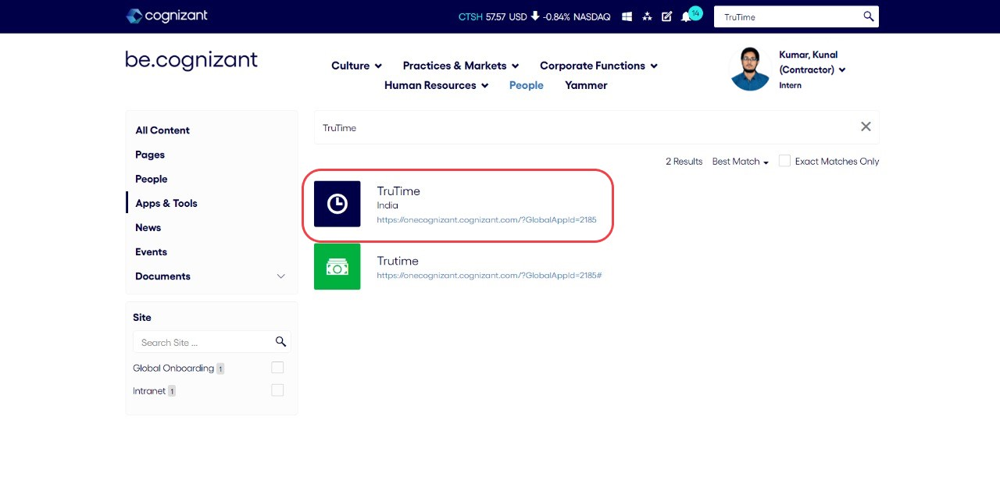 cognizant
CTSH 57.57 USD -0.84% NASDAQ
14
TruTime
be.cognizant
Culture Practices & Markets Corporate Functions
Human Resources People Yammer
Kumar, Kunal
(Contractor)
Intern
All Content
Pages
People
Apps & Tools
News
Events
Documents
Site
Search Site ...
Global Onboarding 1
Intranet 1
TruTime
2 Results Best Match Exact Matches Only
TruTime
India
https://onecognizant.cognizant.com/?GlobalAppId=2185
Trutime
https://onecognizant.cognizant.com/?GlobalAppId=2185#